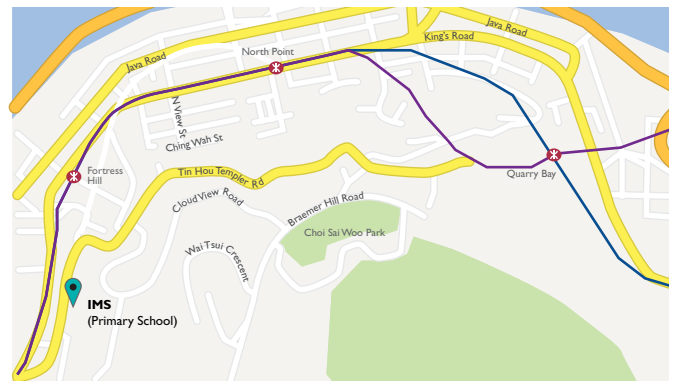 Java Road
King's Road
Java Road
North Point
N View St
Ching Wah St
Fortress
Hill
Tin Hou Templer Rd
Quarry Bay
Cloud View Road
Braemer Hill Road
Choi Sai Woo Park
Wai Tsui Crescent
IMS
(Primary School)